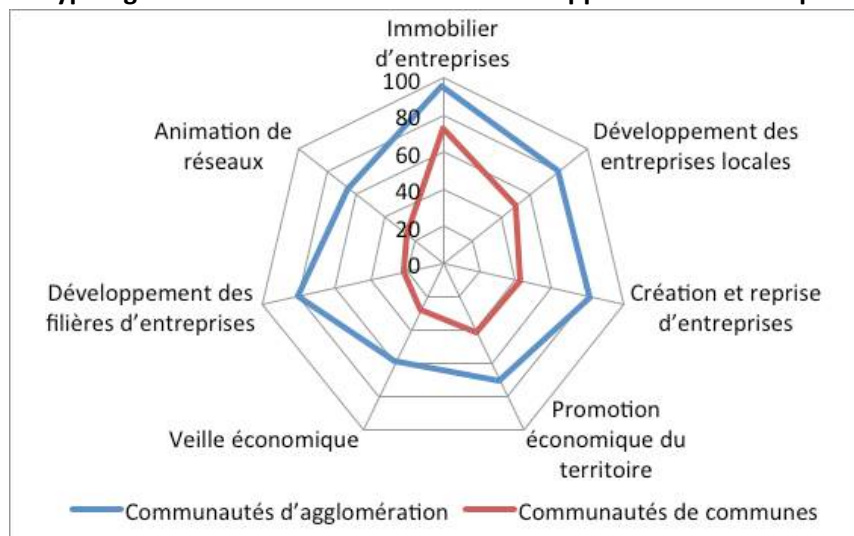 Immobilier
d'entreprises
100
80
60
40
20
0
Développement des
entreprises locales
Création et reprise
d'entreprises
Promotion
économique du
territoire
Veille économique
Développement des
filières d'entreprises
Animation de
réseaux
Communautés d'agglomération
Communautés de communes